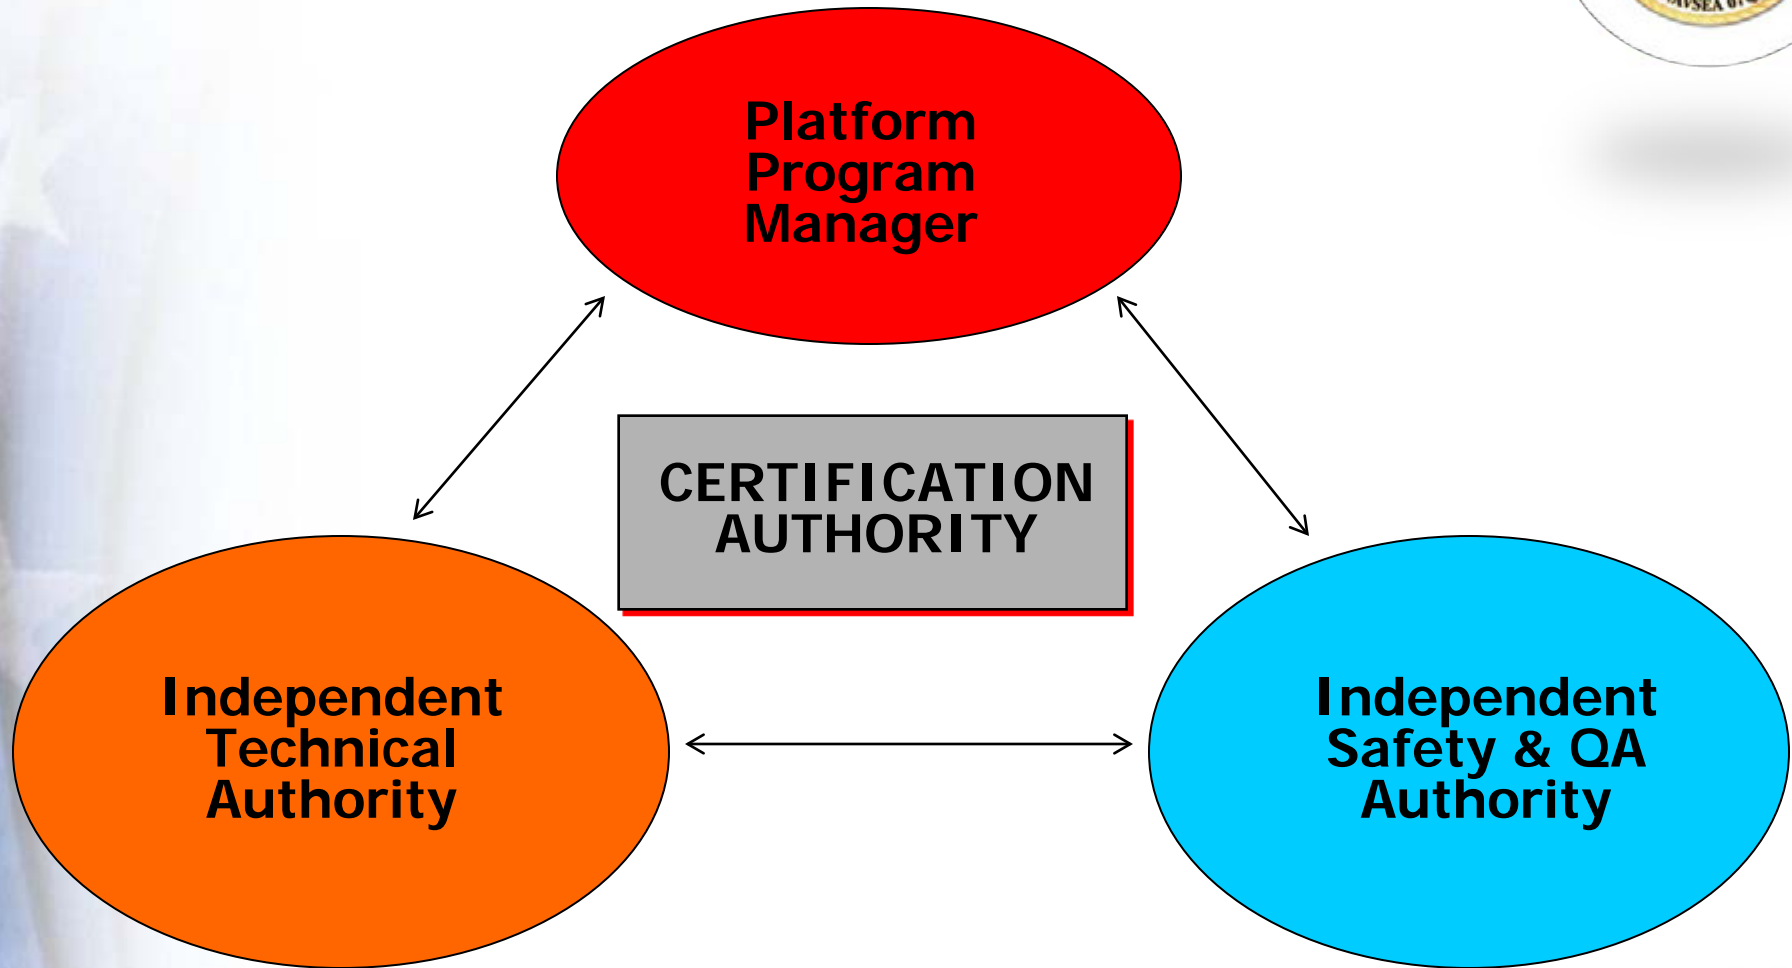 Platform
Program
Manager
CERTIFICATION
AUTHORITY
Independent
Technical
Authority
Independent
Safety & QA
Authority